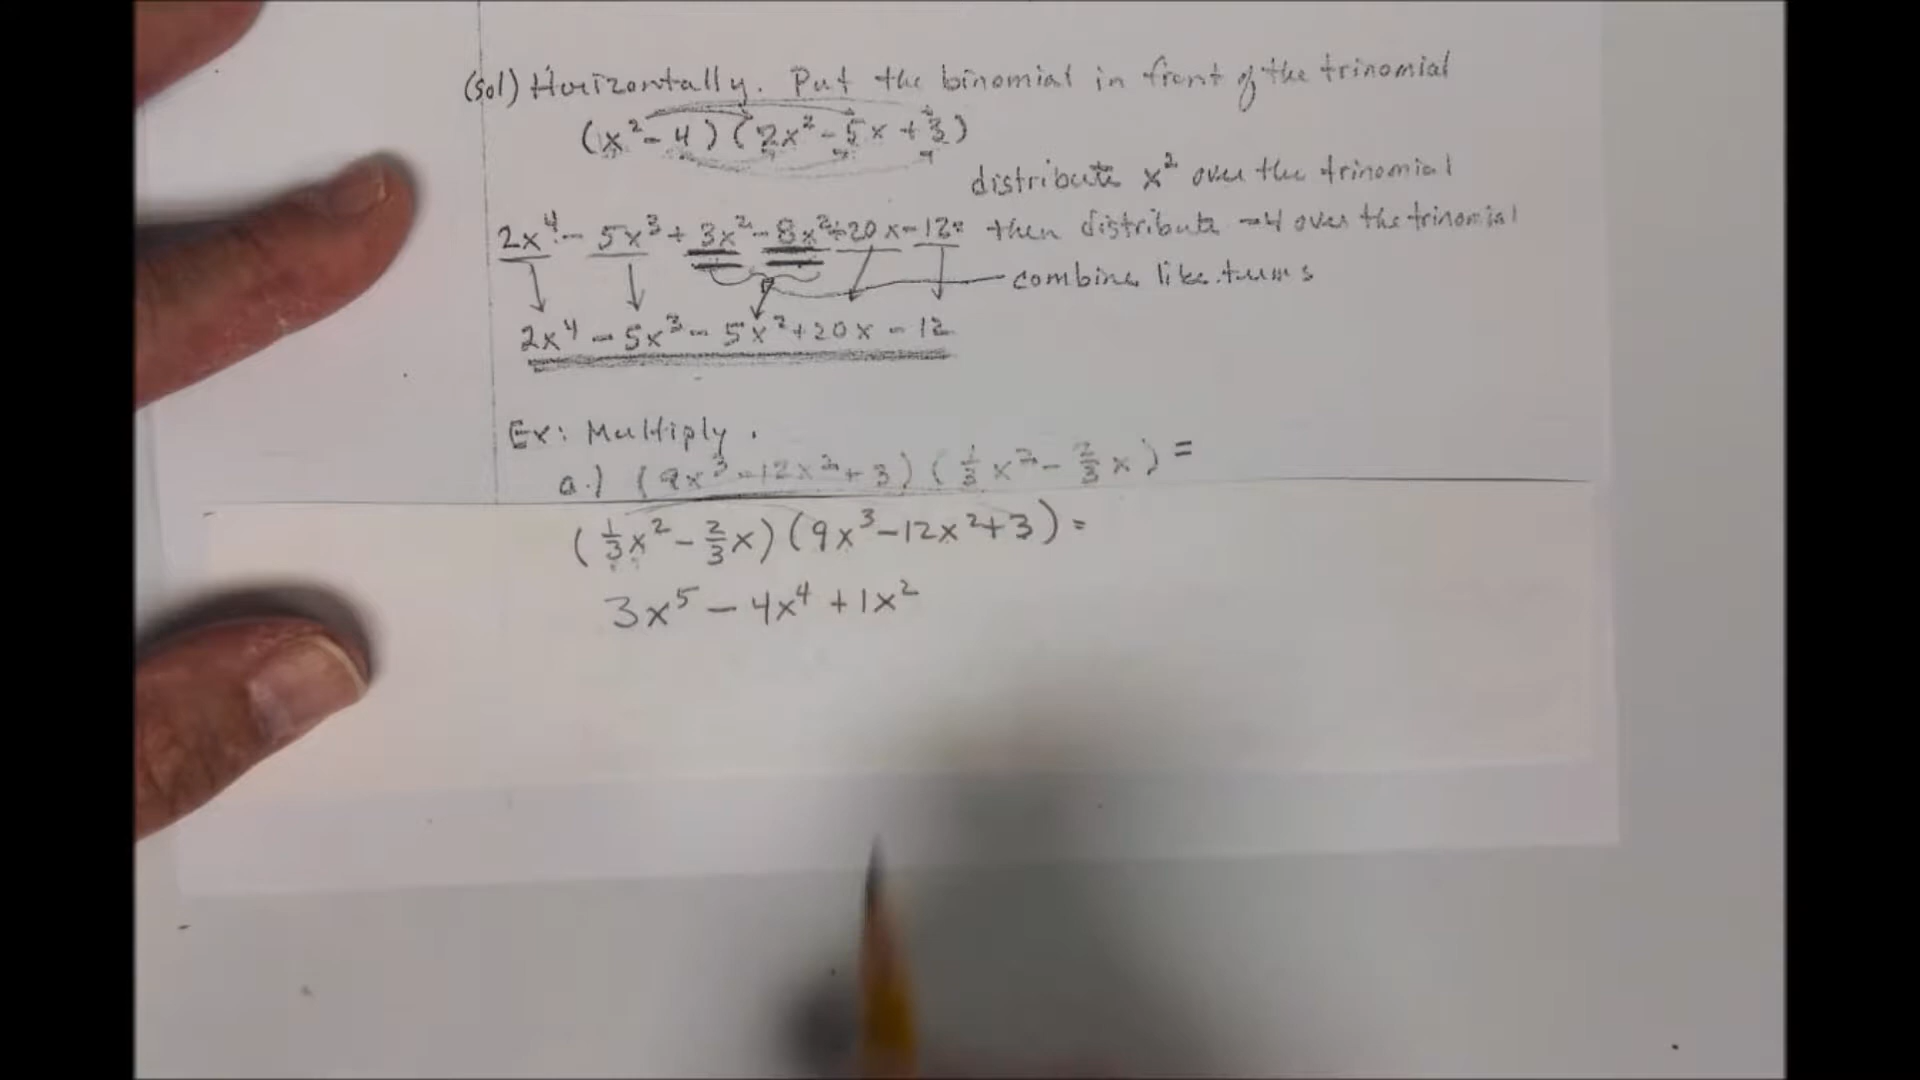 (sol) Horizontally. Put the binomial in front of the trinomial
(x² - 4) (2x² - 5x + 3)
distribute x² over the trinomial
2x⁴ - 5x³ + 3x² - 8x² + 20x - 12 = then distribute -4 over the trinomial
combine like terms
2x⁴ - 5x³ - 5x² + 20x - 12
Ex: Multiply.
a.) (9x³ - 12x² + 3) (⅓x² - ⅔x) =
(⅓x² - ⅔x) (9x³ - 12x² + 3) =
3x⁵ - 4x⁴ + 1x²